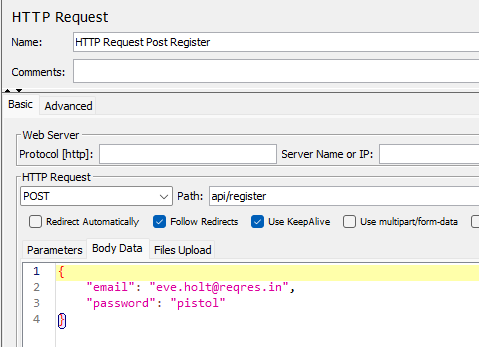 HTTP Request
Name: HTTP Request Post Register
Comments:
Basic Advanced
Web Server
Protocol [http]: Server Name or IP:
HTTP Request
POST Path: api/register
Redirect Automatically Follow Redirects Use KeepAlive Use multipart/form-data
Parameters Body Data Files Upload
1 {
2 "email": "eve.holt@reqres.in",
3 "password": "pistol"
4 }